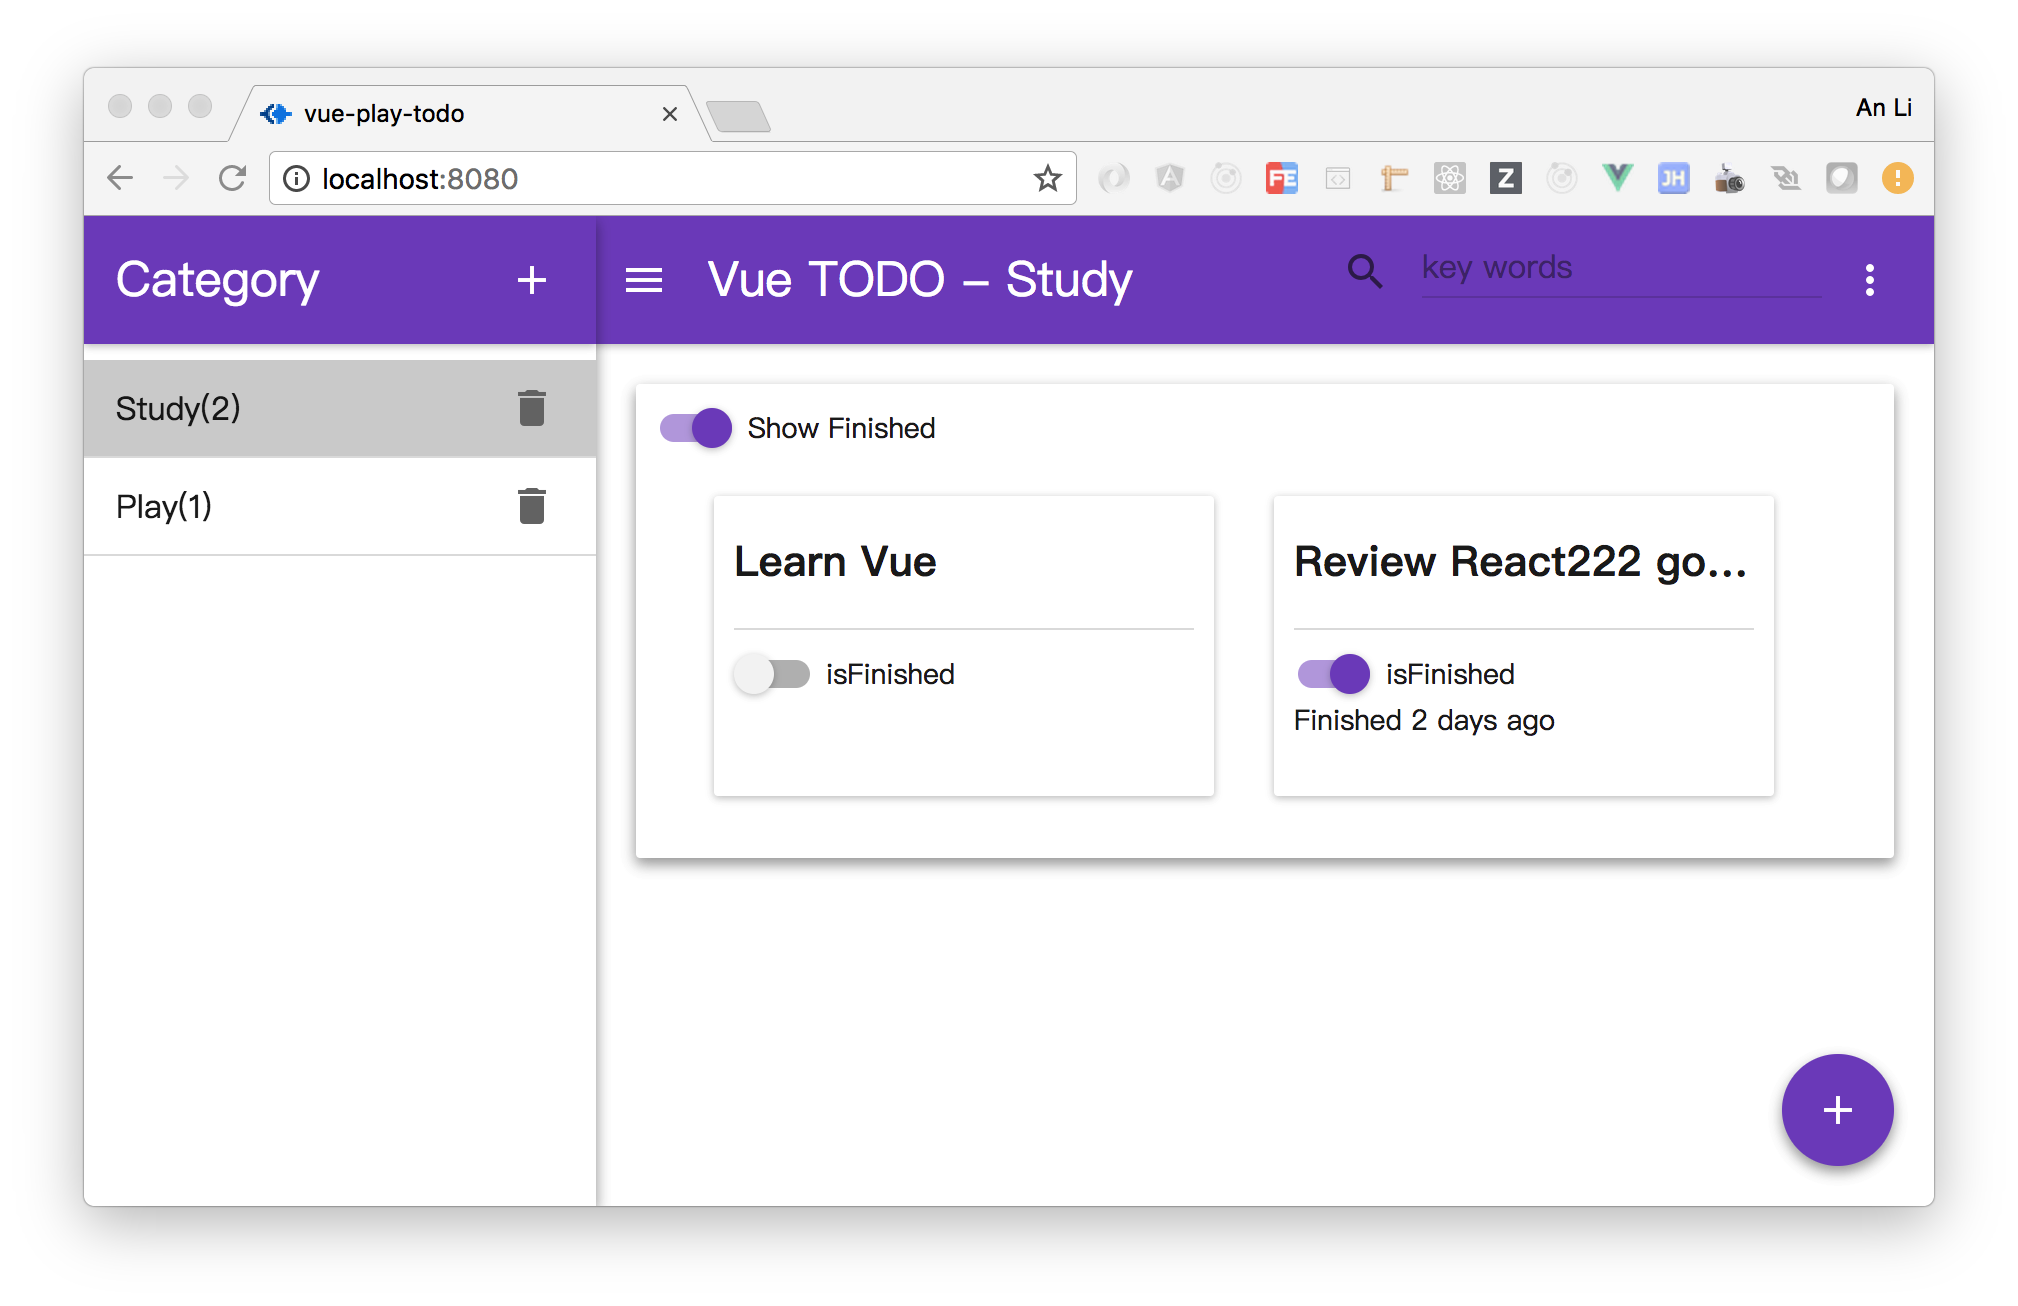 vue-play-todo
An Li
localhost:8080
FE
Z
JH
Category
Vue TODO – Study
key words
Study(2)
Play(1)
Show Finished
Learn Vue
isFinished
Review React222 go...
isFinished
Finished 2 days ago